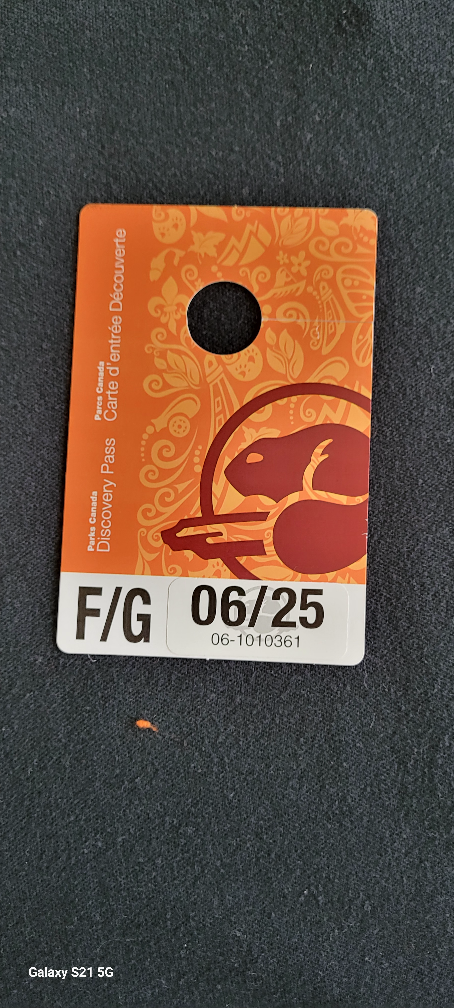 Parks Canada
Discovery Pass
Parcs Canada
Carte d'entrée Découverte
F/G
06/25
06-1010361
Galaxy S21 5G